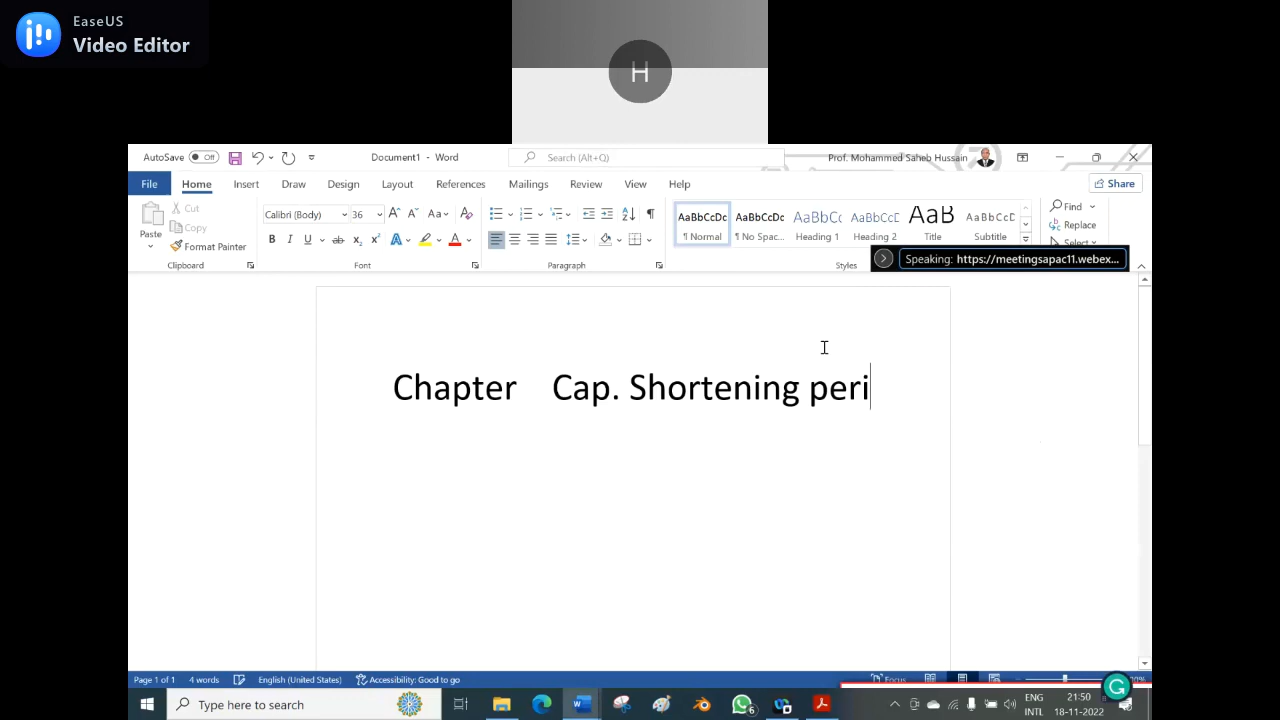 EaseUS
Video Editor
H
AutoSave Off
Document1 - Word
Search (Alt+Q)
Prof. Mohammed Saheb Hussain
File Home Insert Draw Design Layout References Mailings Review View Help
Share
Paste
Cut
Copy
Format Painter
Clipboard
Calibri (Body) 36
Font
Paragraph
AaBbCcDc AaBbCcDc AaBbCc AaBbCcD AaB AaBbCcD
¶ Normal ¶ No Spac... Heading 1 Heading 2 Title Subtitle
Styles
Find
Replace
Select
Speaking: https://meetingsapac11.webex...
Chapter Cap. Shortening peri
Page 1 of 1 4 words English (United States) Accessibility: Good to go Focus
Type here to search
6
G
ENG
INTL
21:50
18-11-2022